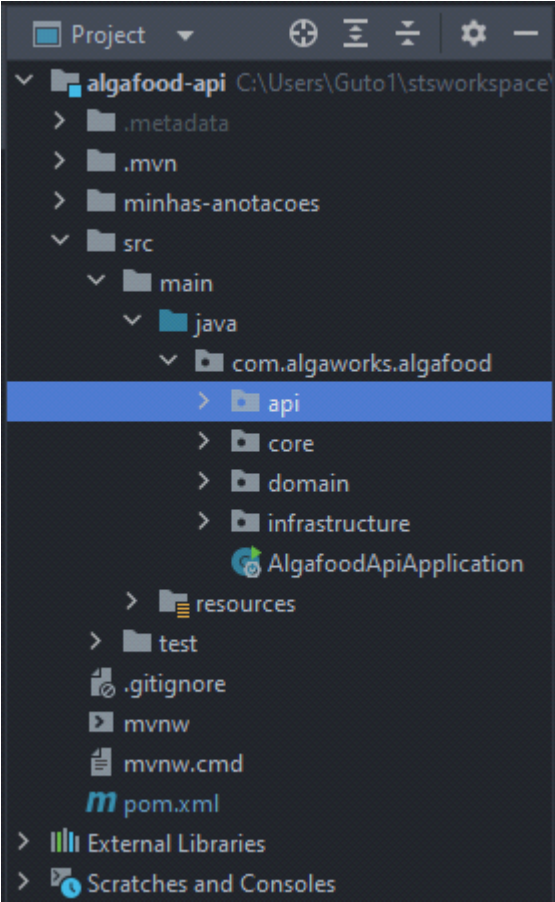 Project
algafood-api C:\Users\Guto1\stsworkspace\
.metadata
.mvn
minhas-anotacoes
src
main
java
com.algaworks.algafood
api
core
domain
infrastructure
AlgafoodApiApplication
resources
test
.gitignore
mvnw
mvnw.cmd
pom.xml
External Libraries
Scratches and Consoles